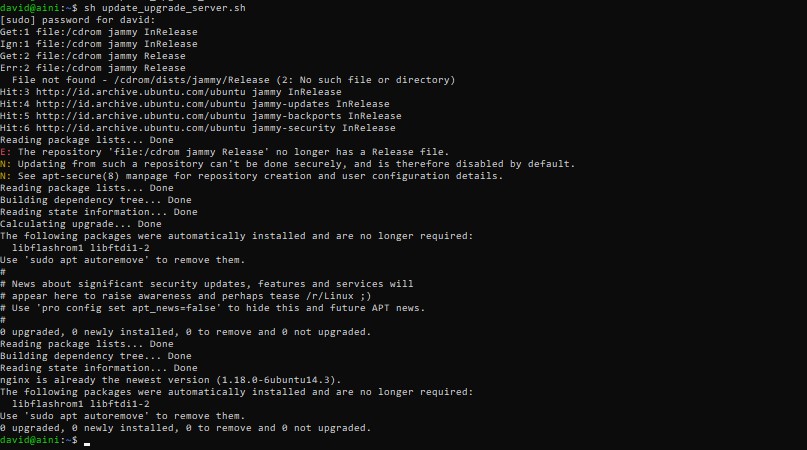 david@aini:~$ sh update_upgrade_server.sh
[sudo] password for david:
Get:1 file:/cdrom jammy InRelease
Ign:1 file:/cdrom jammy InRelease
Get:2 file:/cdrom jammy Release
Err:2 file:/cdrom jammy Release
  File not found - /cdrom/dists/jammy/Release (2: No such file or directory)
Hit:3 http://id.archive.ubuntu.com/ubuntu jammy InRelease
Hit:4 http://id.archive.ubuntu.com/ubuntu jammy-updates InRelease
Hit:5 http://id.archive.ubuntu.com/ubuntu jammy-backports InRelease
Hit:6 http://id.archive.ubuntu.com/ubuntu jammy-security InRelease
Reading package lists... Done
E: The repository 'file:/cdrom jammy Release' no longer has a Release file.
N: Updating from such a repository can't be done securely, and is therefore disabled by default.
N: See apt-secure(8) manpage for repository creation and user configuration details.
Reading package lists... Done
Building dependency tree... Done
Reading state information... Done
Calculating upgrade... Done
The following packages were automatically installed and are no longer required:
  libflashrom1 libftdi1-2
Use 'sudo apt autoremove' to remove them.
#
# News about significant security updates, features and services will
# appear here to raise awareness and perhaps tease /r/Linux ;)
# Use 'pro config set apt_news=false' to hide this and future APT news.
#
0 upgraded, 0 newly installed, 0 to remove and 0 not upgraded.
Reading package lists... Done
Building dependency tree... Done
Reading state information... Done
nginx is already the newest version (1.18.0-6ubuntu14.3).
The following packages were automatically installed and are no longer required:
  libflashrom1 libftdi1-2
Use 'sudo apt autoremove' to remove them.
0 upgraded, 0 newly installed, 0 to remove and 0 not upgraded.
david@aini:~$